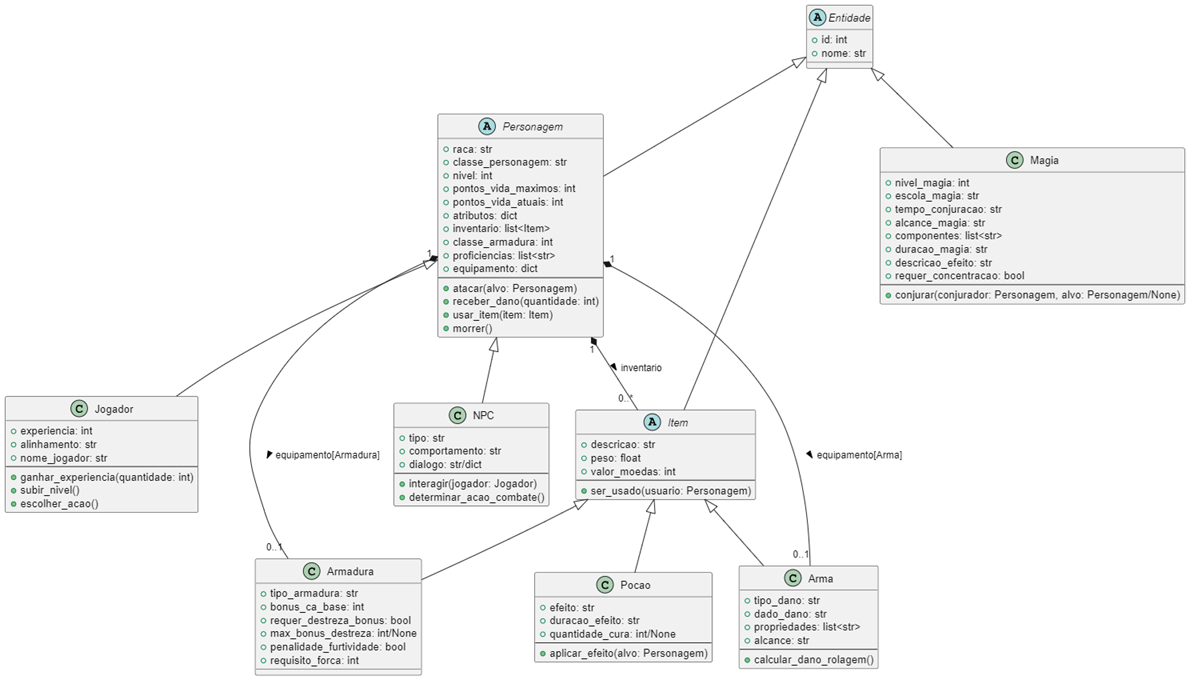 A Entidade
id: int
nome: str
A Personagem
raca: str
classe_personagem: str
nivel: int
pontos_vida_maximos: int
pontos_vida_atuais: int
atributos: dict
inventario: list<Item>
classe_armadura: int
proficiencias: list<str>
equipamento: dict
atacar(alvo: Personagem)
receber_dano(quantidade: int)
usar_item(item: Item)
morrer()
C Magia
nivel_magia: int
escola_magia: str
tempo_conjuracao: str
alcance_magia: str
componentes: list<str>
duracao_magia: str
descricao_efeito: str
requer_concentracao: bool
conjurar(conjurador: Personagem, alvo: Personagem/None)
1
1
1
inventario
0..*
C Jogador
experiencia: int
alinhamento: str
nome_jogador: str
ganhar_experiencia(quantidade: int)
subir_nivel()
escolher_acao()
equipamento[Armadura]
0..1
C NPC
tipo: str
comportamento: str
dialogo: str/dict
interagir(jogador: Jogador)
determinar_acao_combate()
A Item
descricao: str
peso: float
valor_moedas: int
ser_usado(usuario: Personagem)
equipamento[Arma]
0..1
C Armadura
tipo_armadura: str
bonus_ca_base: int
requer_destreza_bonus: bool
max_bonus_destreza: int/None
penalidade_furtividade: bool
requisito_forca: int
C Pocao
efeito: str
duracao_efeito: str
quantidade_cura: int/None
aplicar_efeito(alvo: Personagem)
C Arma
tipo_dano: str
dado_dano: str
propriedades: list<str>
alcance: str
calcular_dano_rolagem()